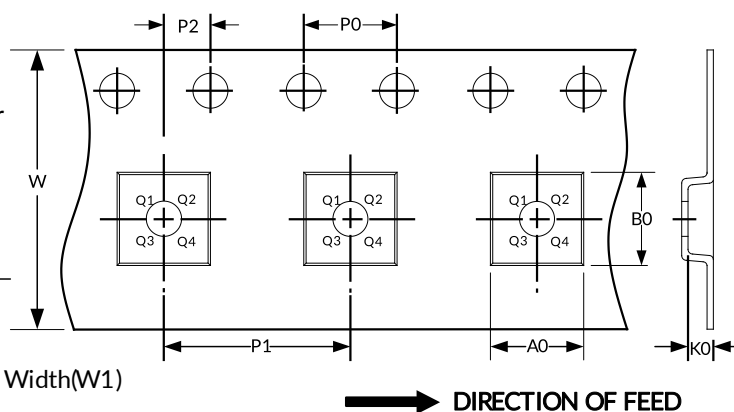 P2 P0
W
Q1 Q2 Q1 Q2 Q1 Q2
B0
Q3 Q4 Q3 Q4 Q3 Q4
P1 A0 K0
Width(W1)
DIRECTION OF FEED